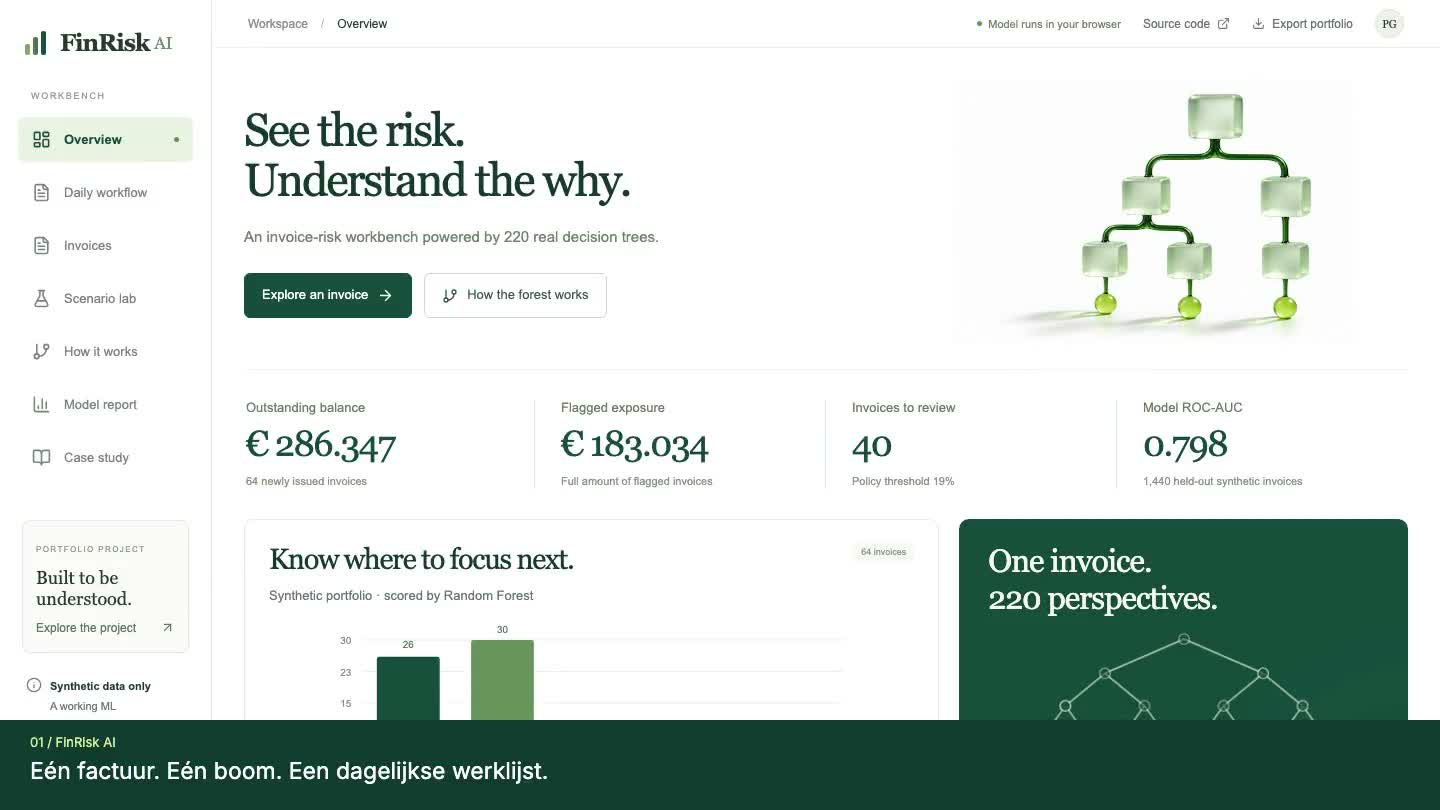 FinRisk AI
WORKBENCH
Overview
Daily workflow
Invoices
Scenario lab
How it works
Model report
Case study
PORTFOLIO PROJECT
Built to be
understood.
Explore the project
Synthetic data only
A working ML
Workspace / Overview
Model runs in your browser
Source code
Export portfolio
PG
See the risk.
Understand the why.
An invoice-risk workbench powered by 220 real decision trees.
Explore an invoice
How the forest works
Outstanding balance
€ 286.347
64 newly issued invoices
Flagged exposure
€ 183.034
Full amount of flagged invoices
Invoices to review
40
Policy threshold 19%
Model ROC-AUC
0.798
1,440 held-out synthetic invoices
Know where to focus next.
64 invoices
Synthetic portfolio · scored by Random Forest
30
23
15
26
30
One invoice.
220 perspectives.
01 / FinRisk AI
Eén factuur. Eén boom. Een dagelijkse werklijst.